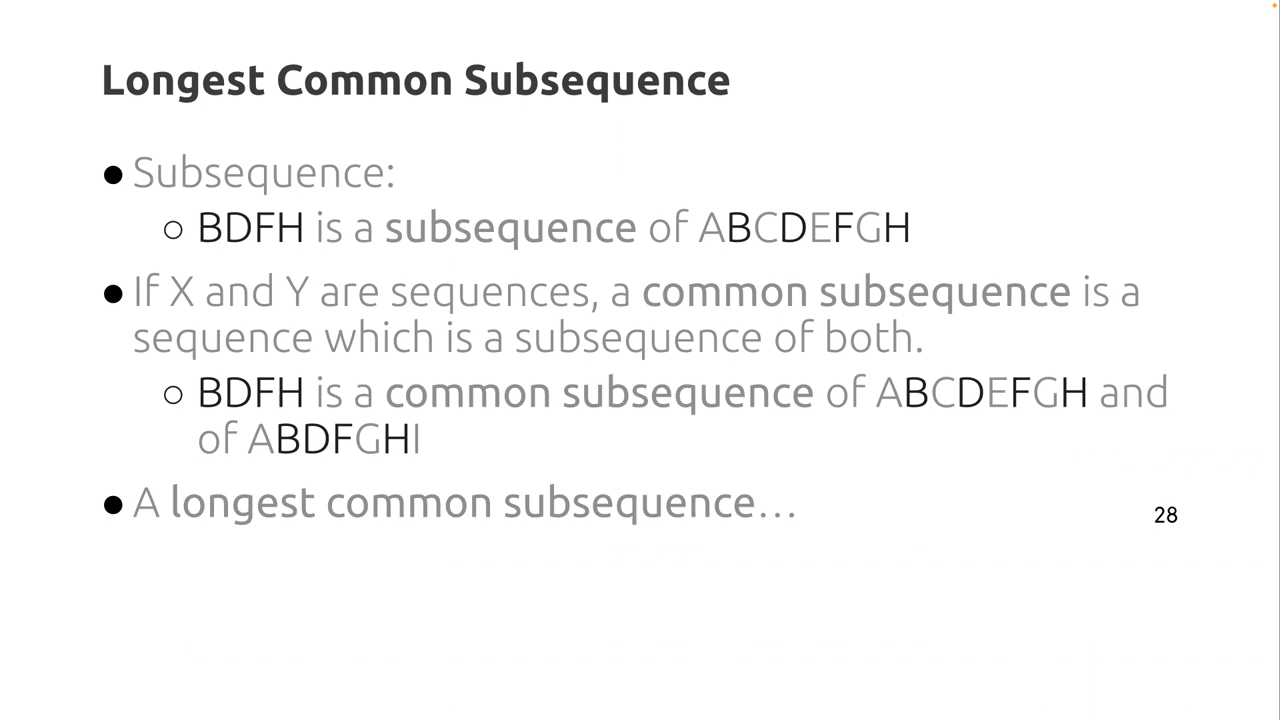 Longest Common Subsequence
● Subsequence:
○ BDFH is a subsequence of ABCDEFGH
● If X and Y are sequences, a common subsequence is a
sequence which is a subsequence of both.
○ BDFH is a common subsequence of ABCDEFGH and
of ABDFGHI
● A longest common subsequence…
28